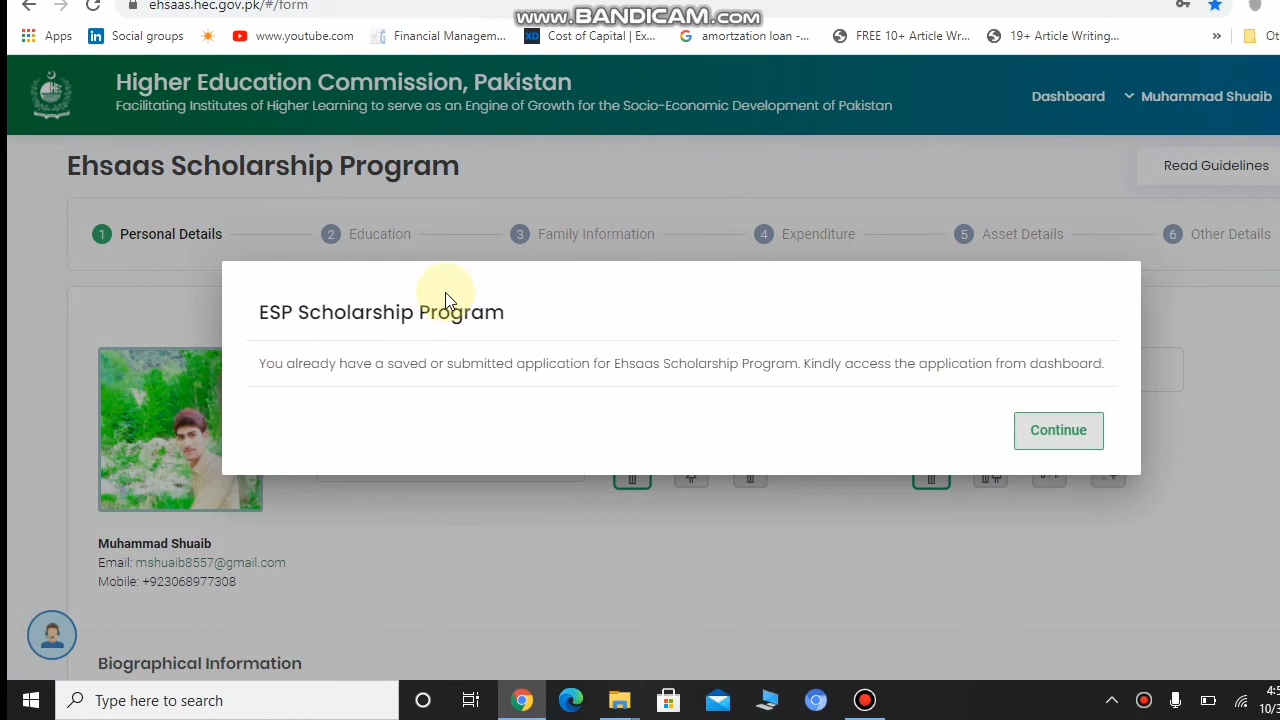 ehsaas.hec.gov.pk/#/form
www.BANDICAM.com
Apps
Social groups
www.youtube.com
Financial Managem...
XD
Cost of Capital | Ex...
amortzation loan -...
FREE 10+ Article Wr...
19+ Article Writing...
»
Higher Education Commission, Pakistan
Facilitating Institutes of Higher Learning to serve as an Engine of Growth for the Socio-Economic Development of Pakistan
Dashboard
Muhammad Shuaib
Ehsaas Scholarship Program
Read Guidelines
1 Personal Details
2 Education
3 Family Information
4 Expenditure
5 Asset Details
6 Other Details
ESP Scholarship Program
You already have a saved or submitted application for Ehsaas Scholarship Program. Kindly access the application from dashboard.
Continue
Muhammad Shuaib
Email: mshuaib8557@gmail.com
Mobile: +923068977308
Biographical Information
Type here to search